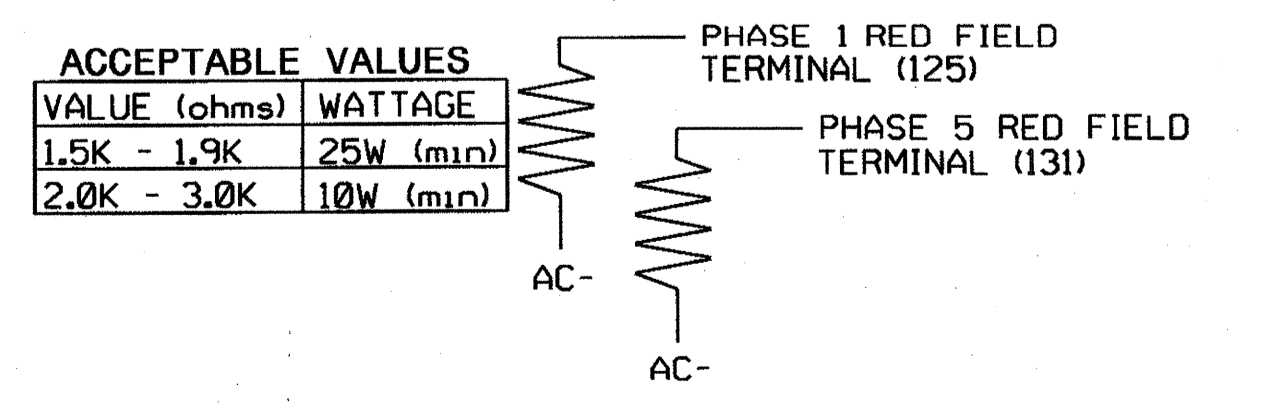 ACCEPTABLE VALUES
VALUE (ohms) WATTAGE
1.5K - 1.9K 25W (min)
2.0K - 3.0K 10W (min)
PHASE 1 RED FIELD
TERMINAL (125)
AC-
PHASE 5 RED FIELD
TERMINAL (131)
AC-